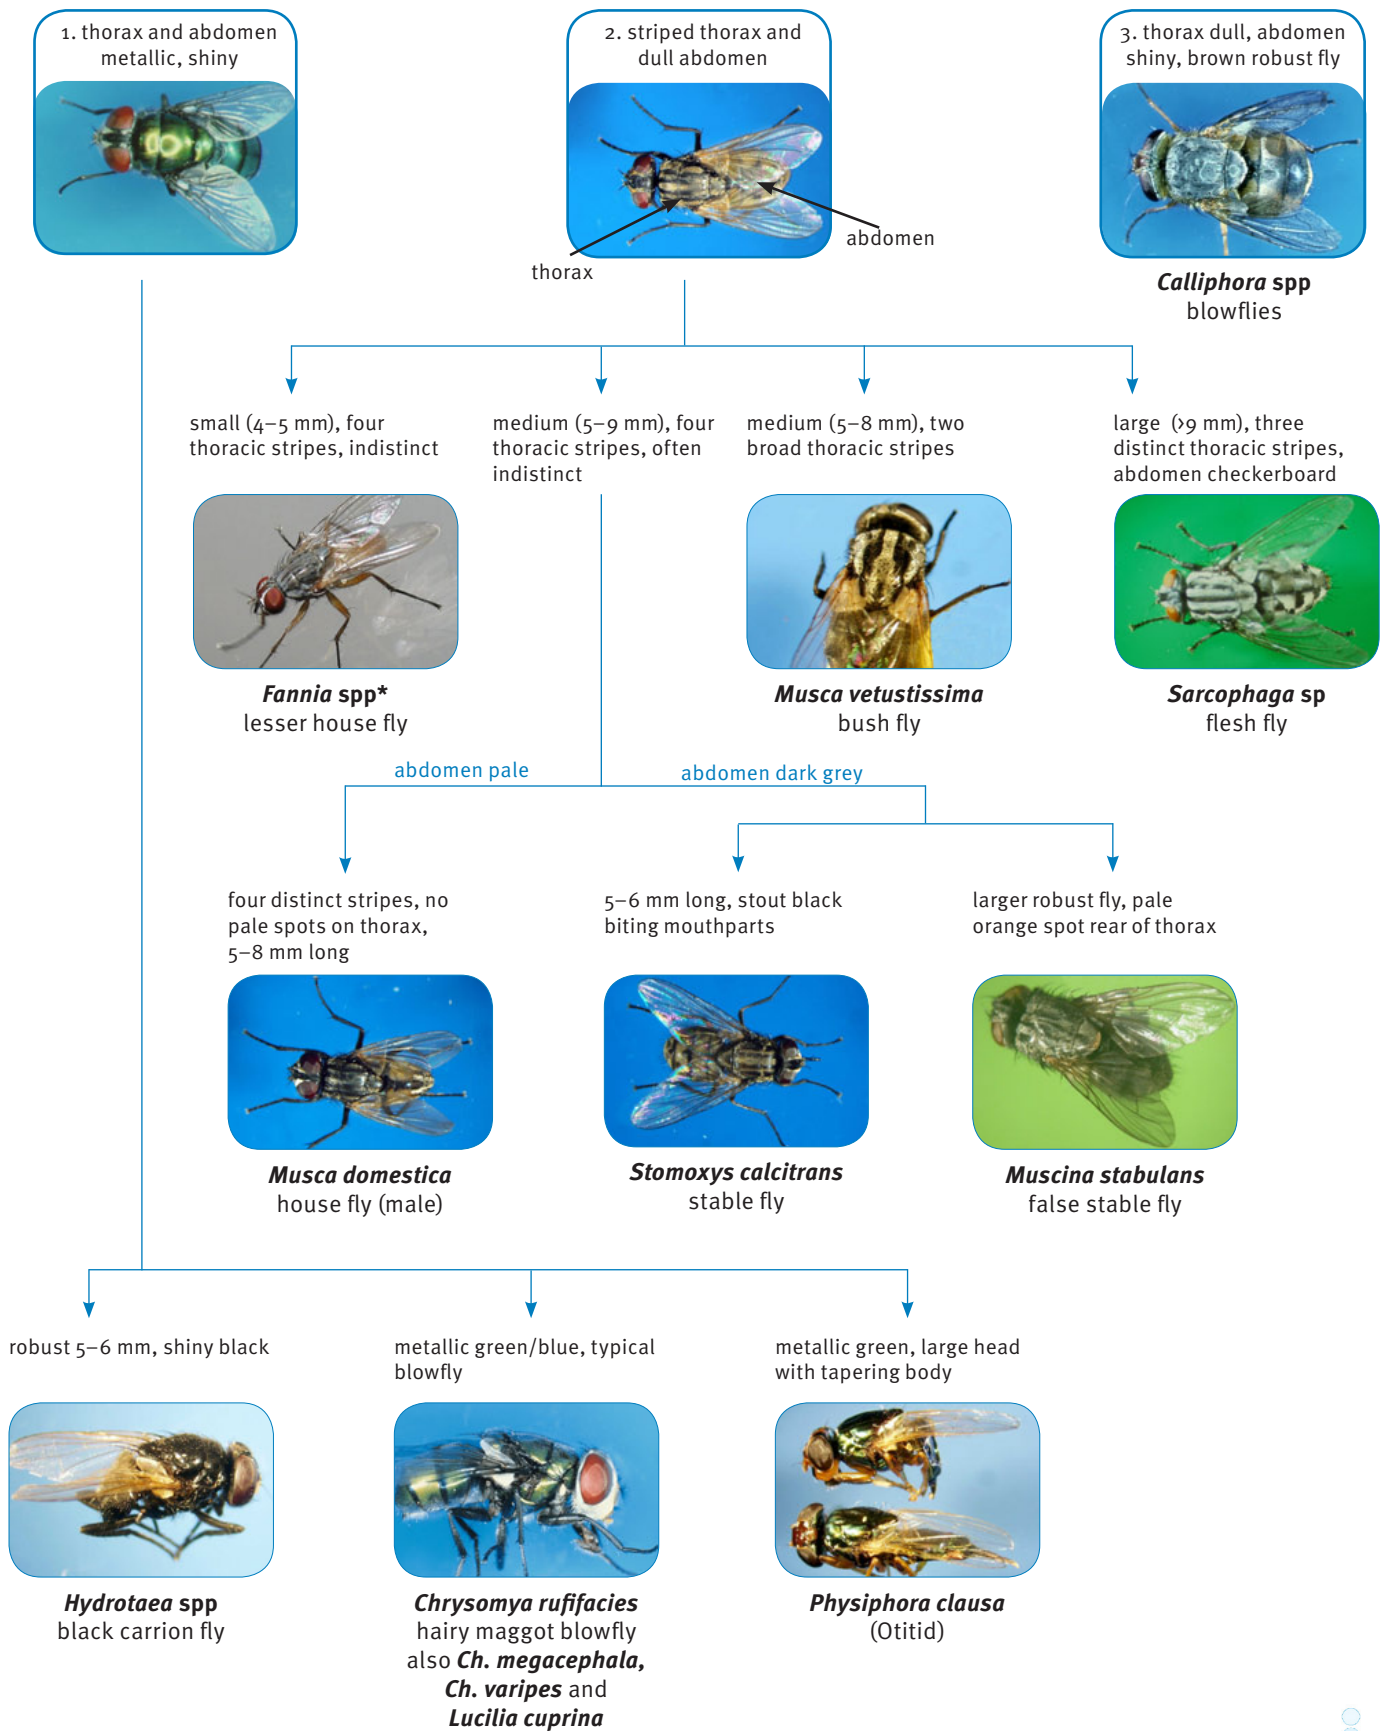 1. thorax and abdomen
metallic, shiny
2. striped thorax and
dull abdomen
3. thorax dull, abdomen
shiny, brown robust fly
abdomen
thorax
Calliphora spp
blowflies
small (4–5 mm), four
thoracic stripes, indistinct
medium (5–9 mm), four
thoracic stripes, often
indistinct
medium (5–8 mm), two
broad thoracic stripes
large (>9 mm), three
distinct thoracic stripes,
abdomen checkerboard
Fannia spp*
lesser house fly
Musca vetustissima
bush fly
Sarcophaga sp
flesh fly
abdomen pale
abdomen dark grey
four distinct stripes, no
pale spots on thorax,
5–8 mm long
5–6 mm long, stout black
biting mouthparts
larger robust fly, pale
orange spot rear of thorax
Musca domestica
house fly (male)
Stomoxys calcitrans
stable fly
Muscina stabulans
false stable fly
robust 5–6 mm, shiny black
metallic green/blue, typical
blowfly
metallic green, large head
with tapering body
Hydrotaea spp
black carrion fly
Chrysomya rufifacies
hairy maggot blowfly
also Ch. megacephala,
Ch. varipes and
Lucilia cuprina
Physiphora clausa
(Otitid)